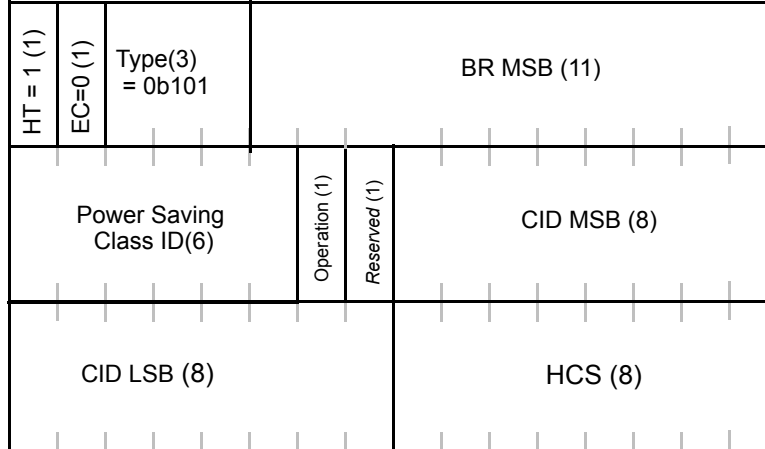 HT = 1 (1)
EC=0 (1)
Type(3)
= 0b101
BR MSB (11)
Power Saving
Class ID(6)
Operation (1)
Reserved (1)
CID MSB (8)
CID LSB (8)
HCS (8)